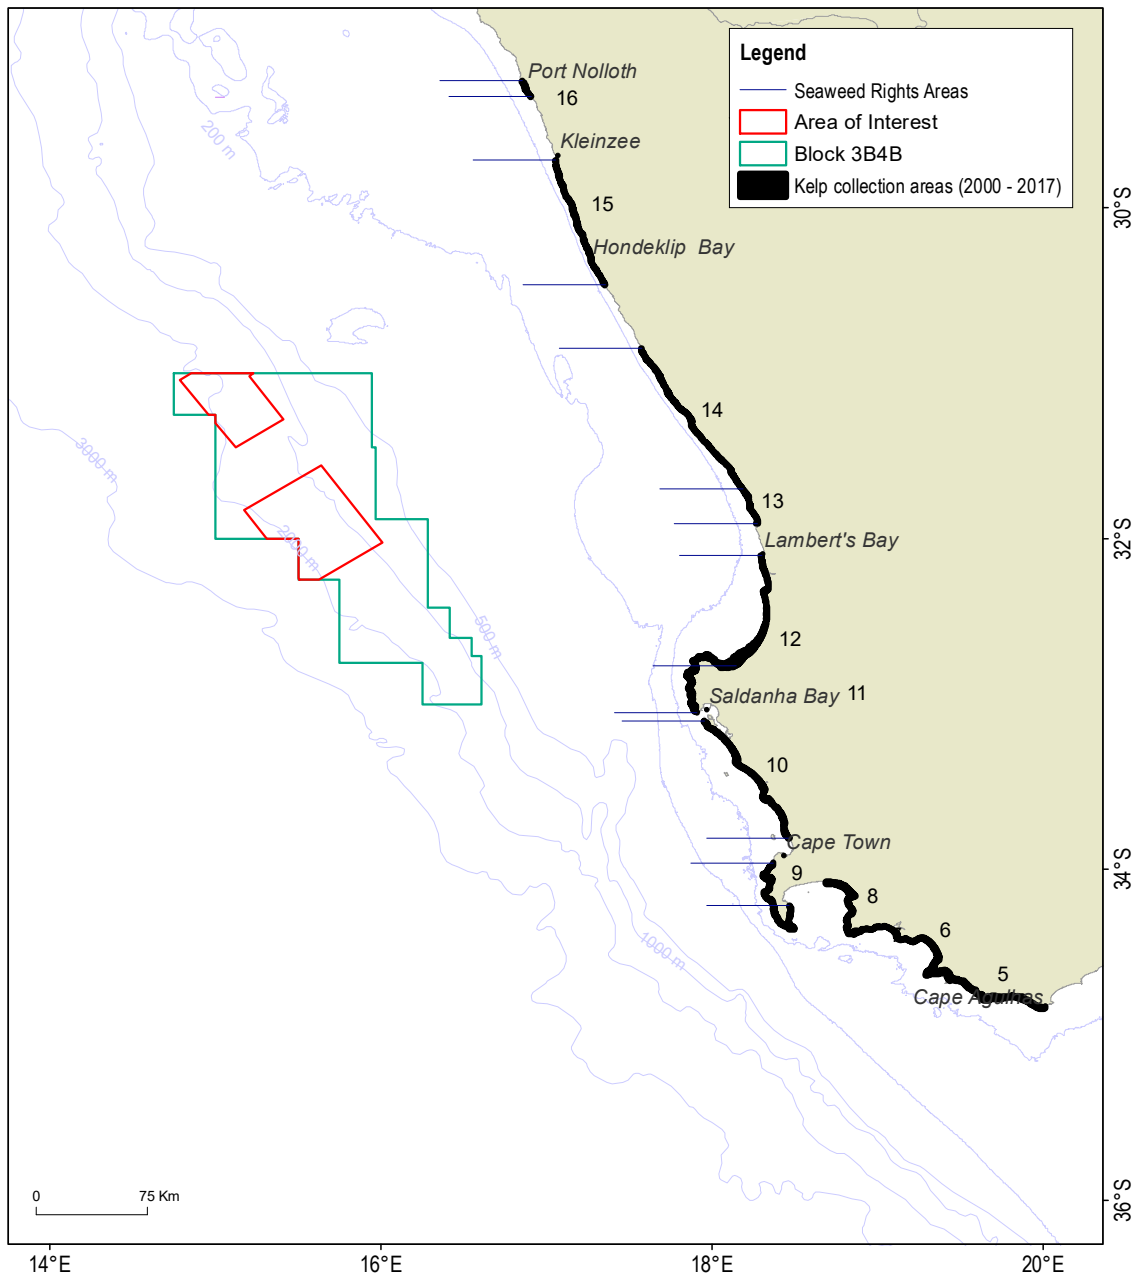 Legend
Seaweed Rights Areas
Area of Interest
Block 3B4B
Kelp collection areas (2000 - 2017)
Port Nolloth
16
Kleinzee
15
Hondeklip Bay
14
13
Lambert's Bay
12
Saldanha Bay
11
10
Cape Town
9
8
6
5
Cape Agulhas
200 m
3000 m
2000 m
500 m
1000 m
30°S
32°S
34°S
36°S
0
75 Km
14°E
16°E
18°E
20°E